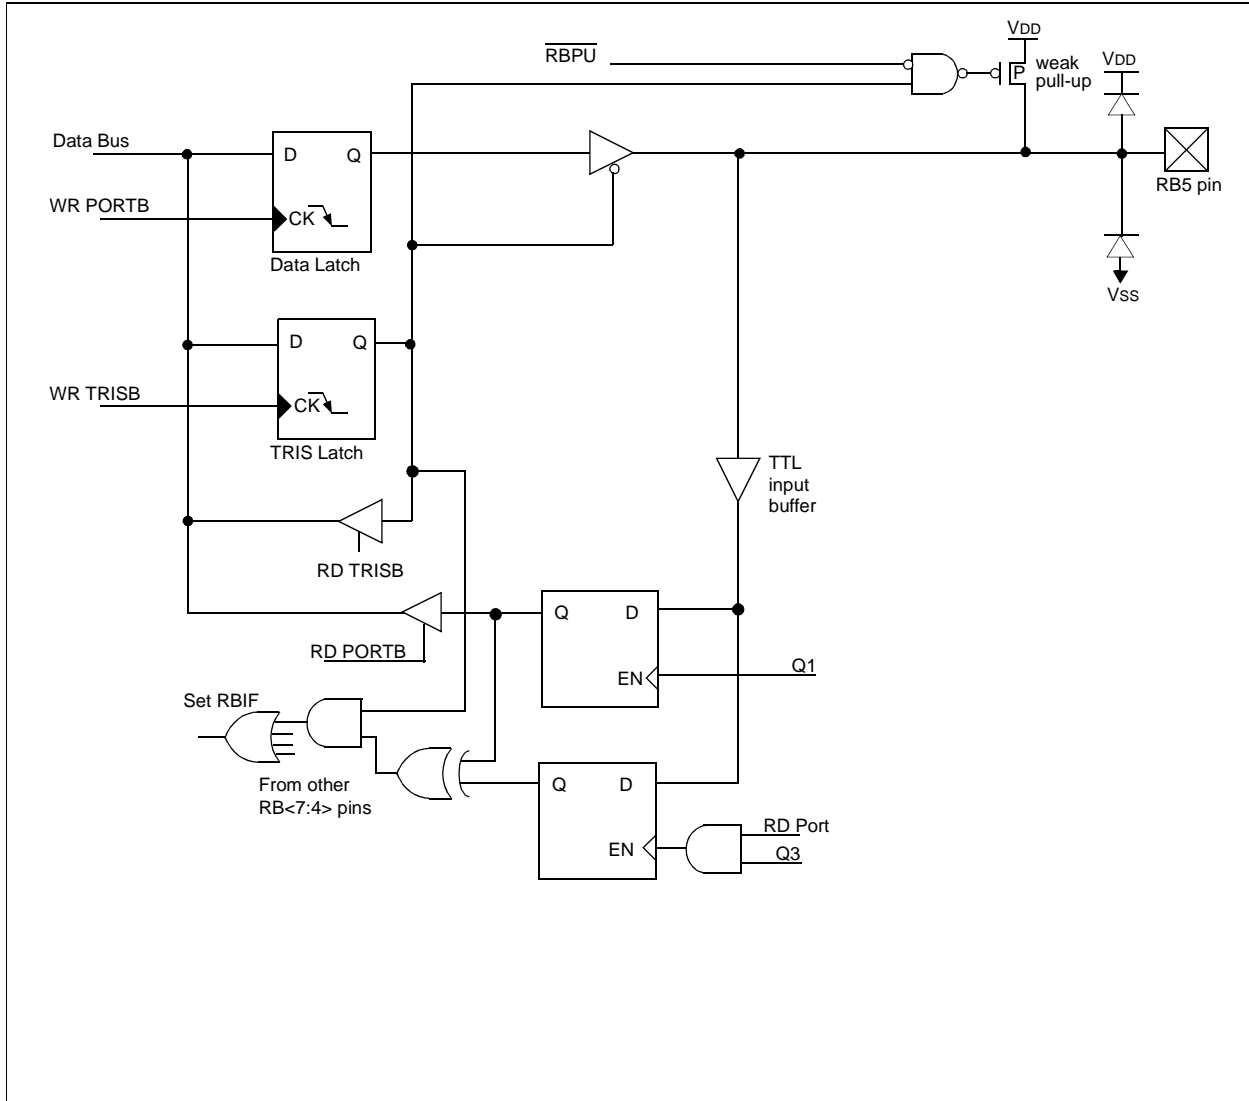 VDD
RBPU
P
weak
pull-up
VDD
Data Bus
D
Q
RB5 pin
WR PORTB
CK
Data Latch
VSS
D
Q
WR TRISB
CK
TRIS Latch
TTL
input
buffer
RD TRISB
Q
D
RD PORTB
EN
Q1
Set RBIF
From other
RB<7:4> pins
Q
D
RD Port
EN
Q3